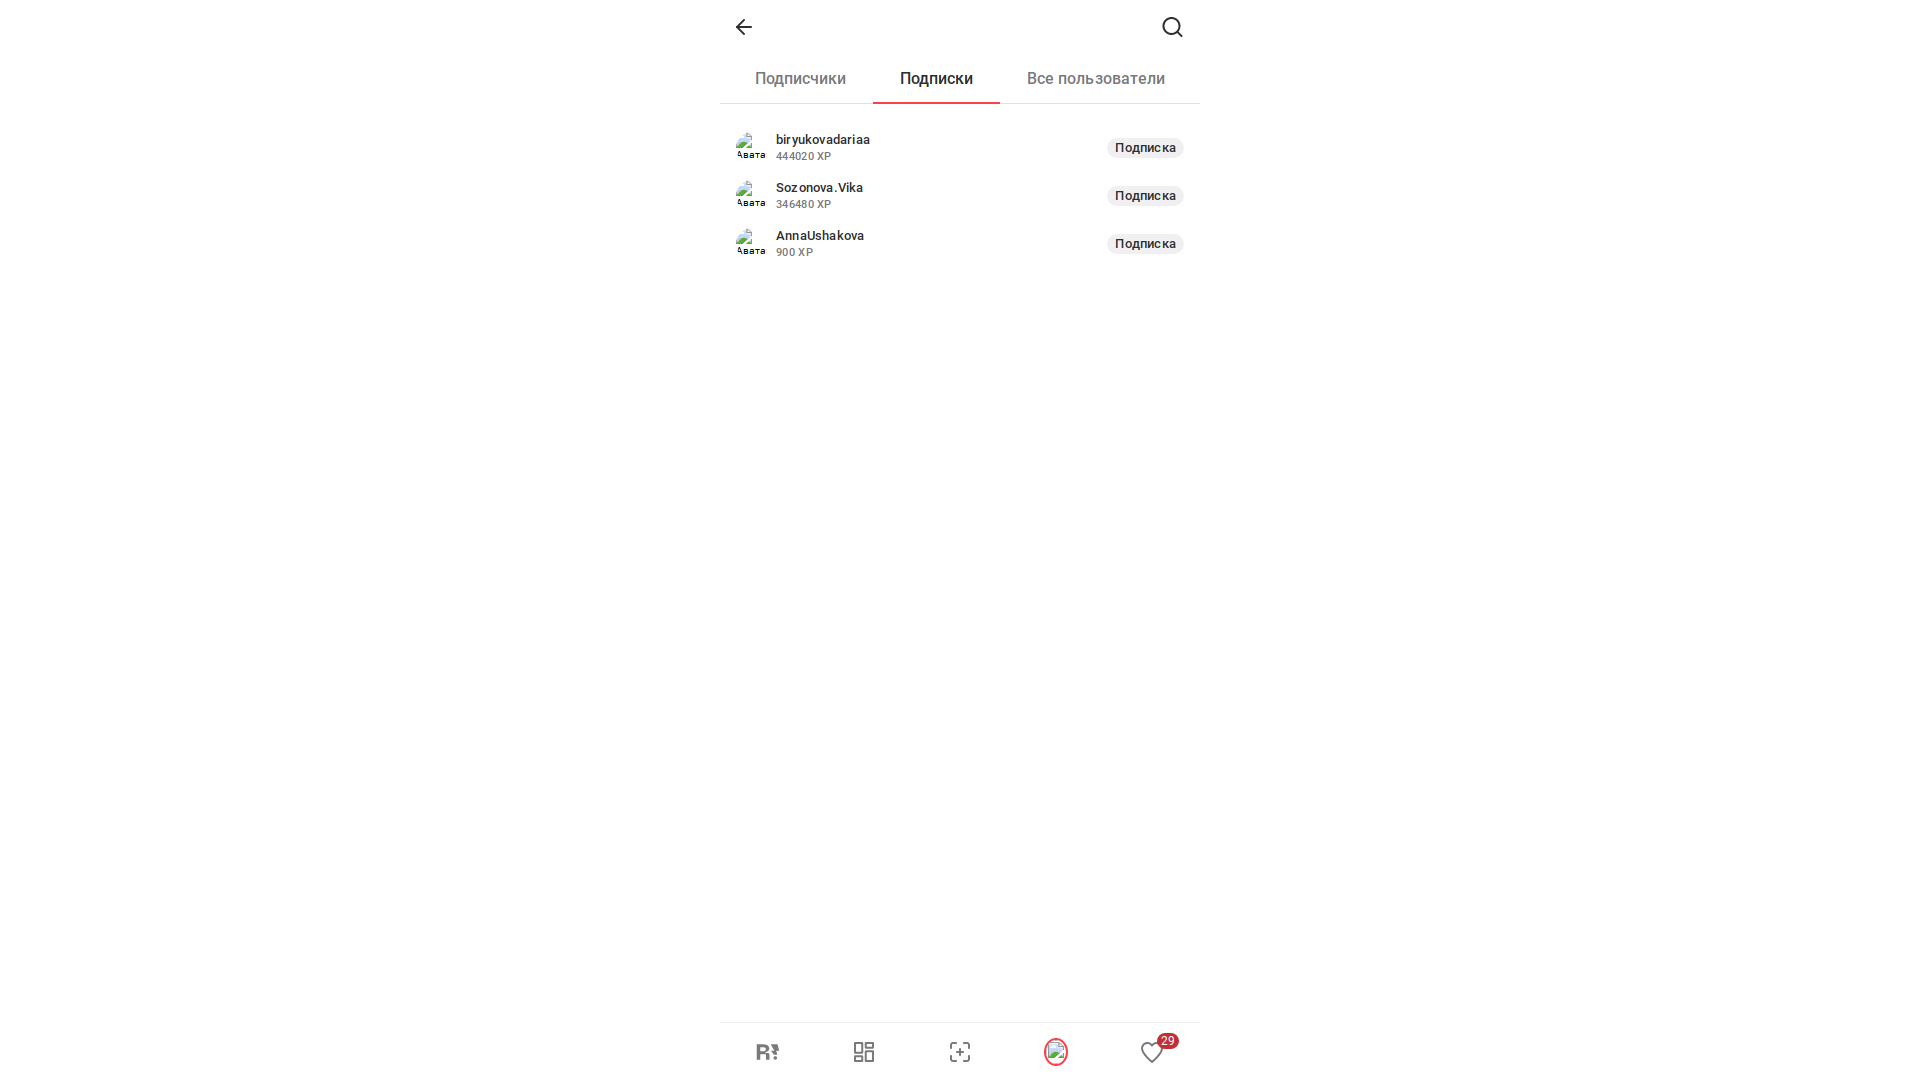 Подписчики Подписки Все пользователи
Авата biryukovadariaa Подписка
444020 XP
Авата Sozonova.Vika Подписка
346480 XP
Авата AnnaUshakova Подписка
900 XP
R! 29